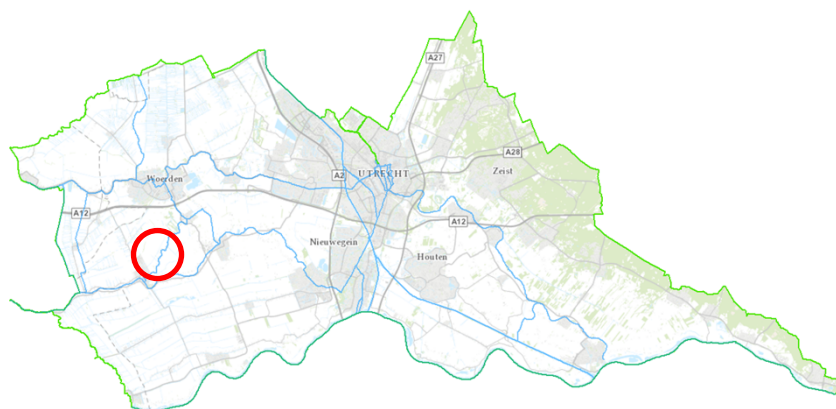 A27
A28
Woerden
A2
UTRECHT
Zeist
A12
A12
Nieuwegein
Houten